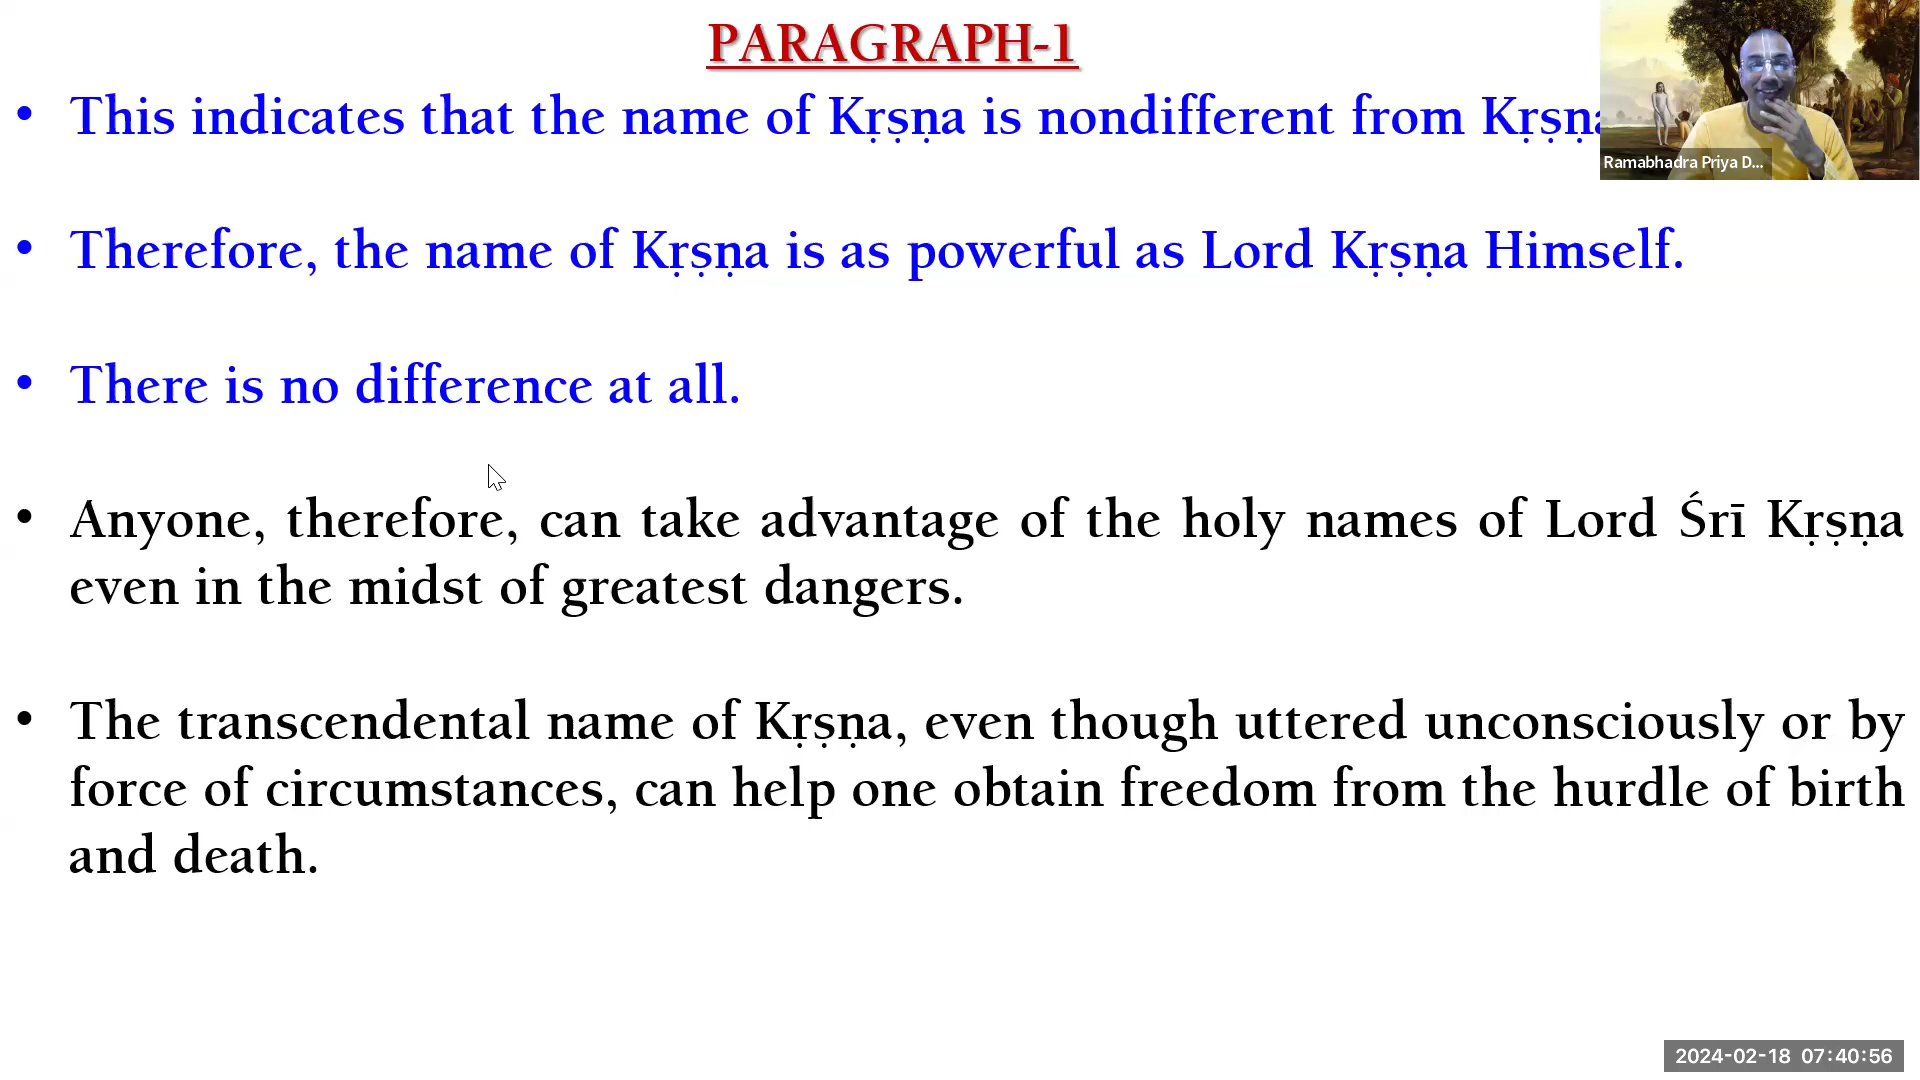 PARAGRAPH-1
• This indicates that the name of Kṛṣṇa is nondifferent from
Ramabhadra Priya D...
• Therefore, the name of Kṛṣṇa is as powerful as Lord Kṛṣṇa Himself.
• There is no difference at all.
• Anyone, therefore, can take advantage of the holy names of Lord Śrī Kṛṣṇa
even in the midst of greatest dangers.
• The transcendental name of Kṛṣṇa, even though uttered unconsciously or by
force of circumstances, can help one obtain freedom from the hurdle of birth
and death.
2024-02-18 07:40:56